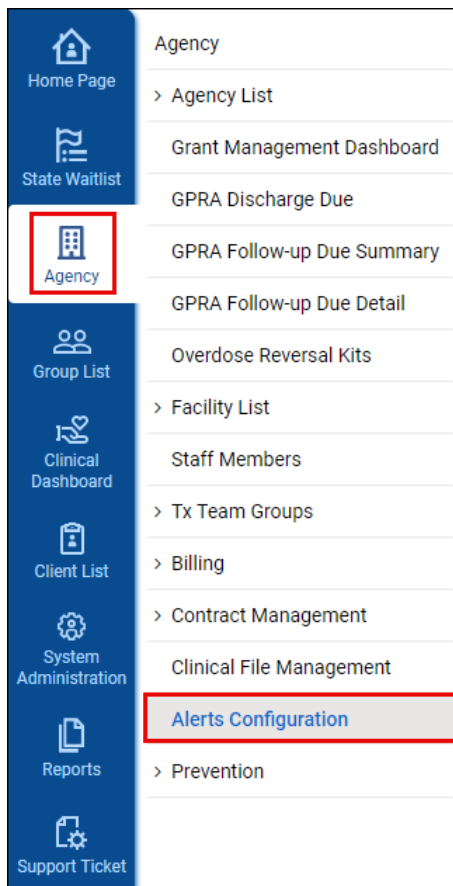 Home Page
State Waitlist
Agency
Group List
Clinical
Dashboard
Client List
System
Administration
Reports
Support Ticket
Agency
> Agency List
Grant Management Dashboard
GPRA Discharge Due
GPRA Follow-up Due Summary
GPRA Follow-up Due Detail
Overdose Reversal Kits
> Facility List
Staff Members
> Tx Team Groups
> Billing
> Contract Management
Clinical File Management
Alerts Configuration
> Prevention